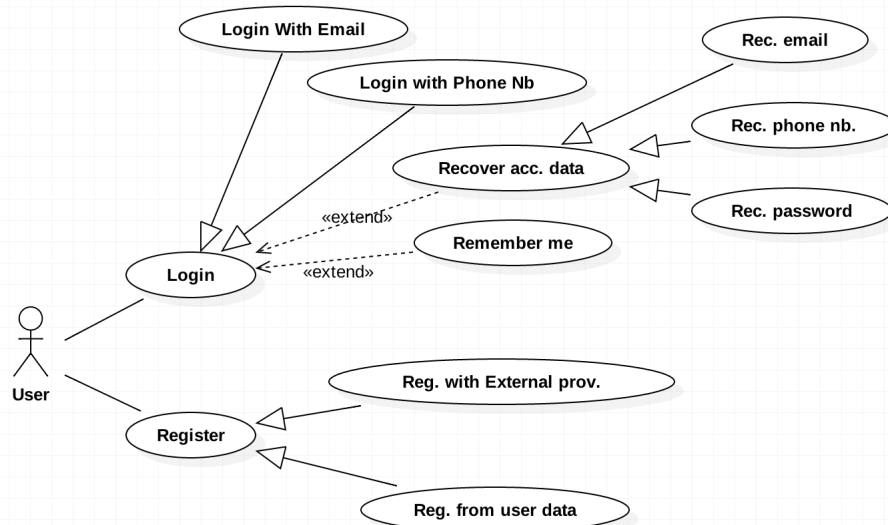 Login With Email
Rec. email
Login with Phone Nb
Rec. phone nb.
Recover acc. data
Rec. password
«extend»
Remember me
«extend»
Login
User
Reg. with External prov.
Register
Reg. from user data